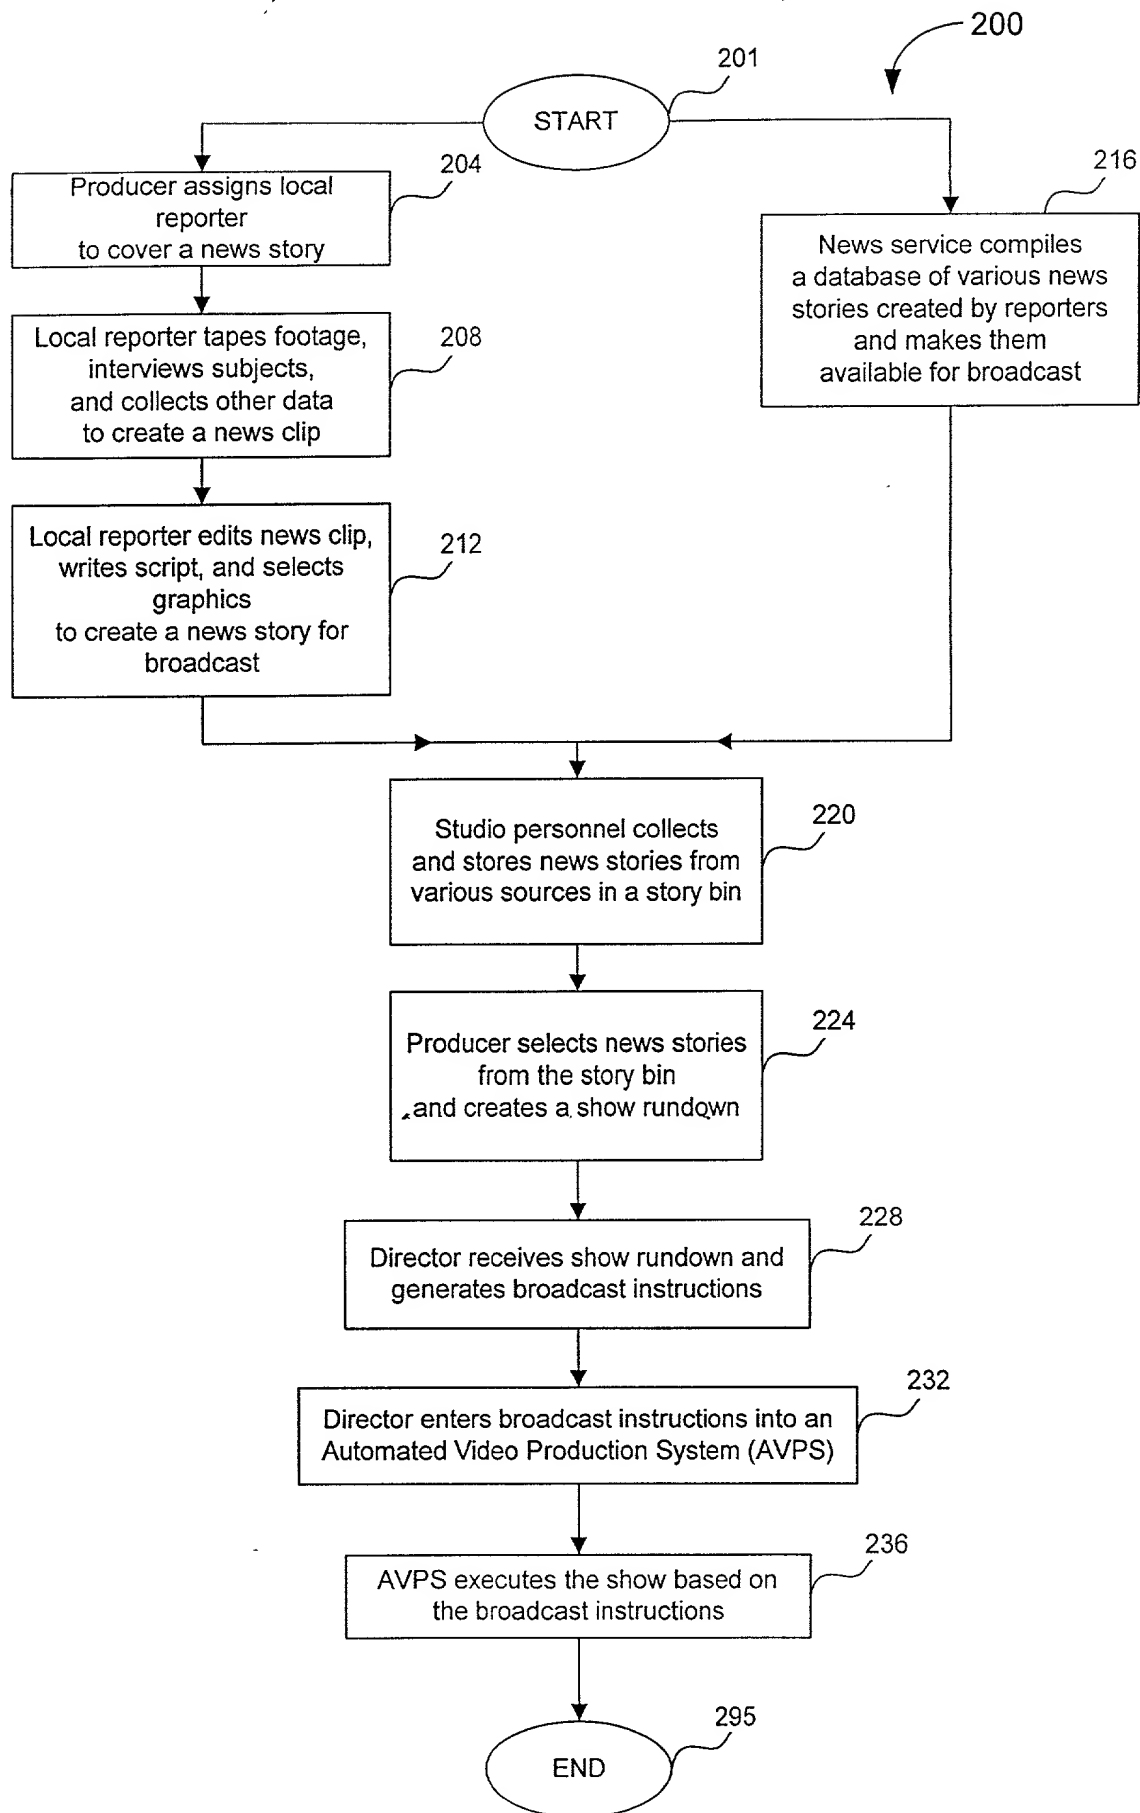 200
201
START
204
Producer assigns local
reporter
to cover a news story
216
News service compiles
a database of various news
stories created by reporters
and makes them
available for broadcast
208
Local reporter tapes footage,
interviews subjects,
and collects other data
to create a news clip
212
Local reporter edits news clip,
writes script, and selects
graphics
to create a news story for
broadcast
220
Studio personnel collects
and stores news stories from
various sources in a story bin
224
Producer selects news stories
from the story bin
and creates a show rundown
228
Director receives show rundown and
generates broadcast instructions
232
Director enters broadcast instructions into an
Automated Video Production System (AVPS)
236
AVPS executes the show based on
the broadcast instructions
295
END